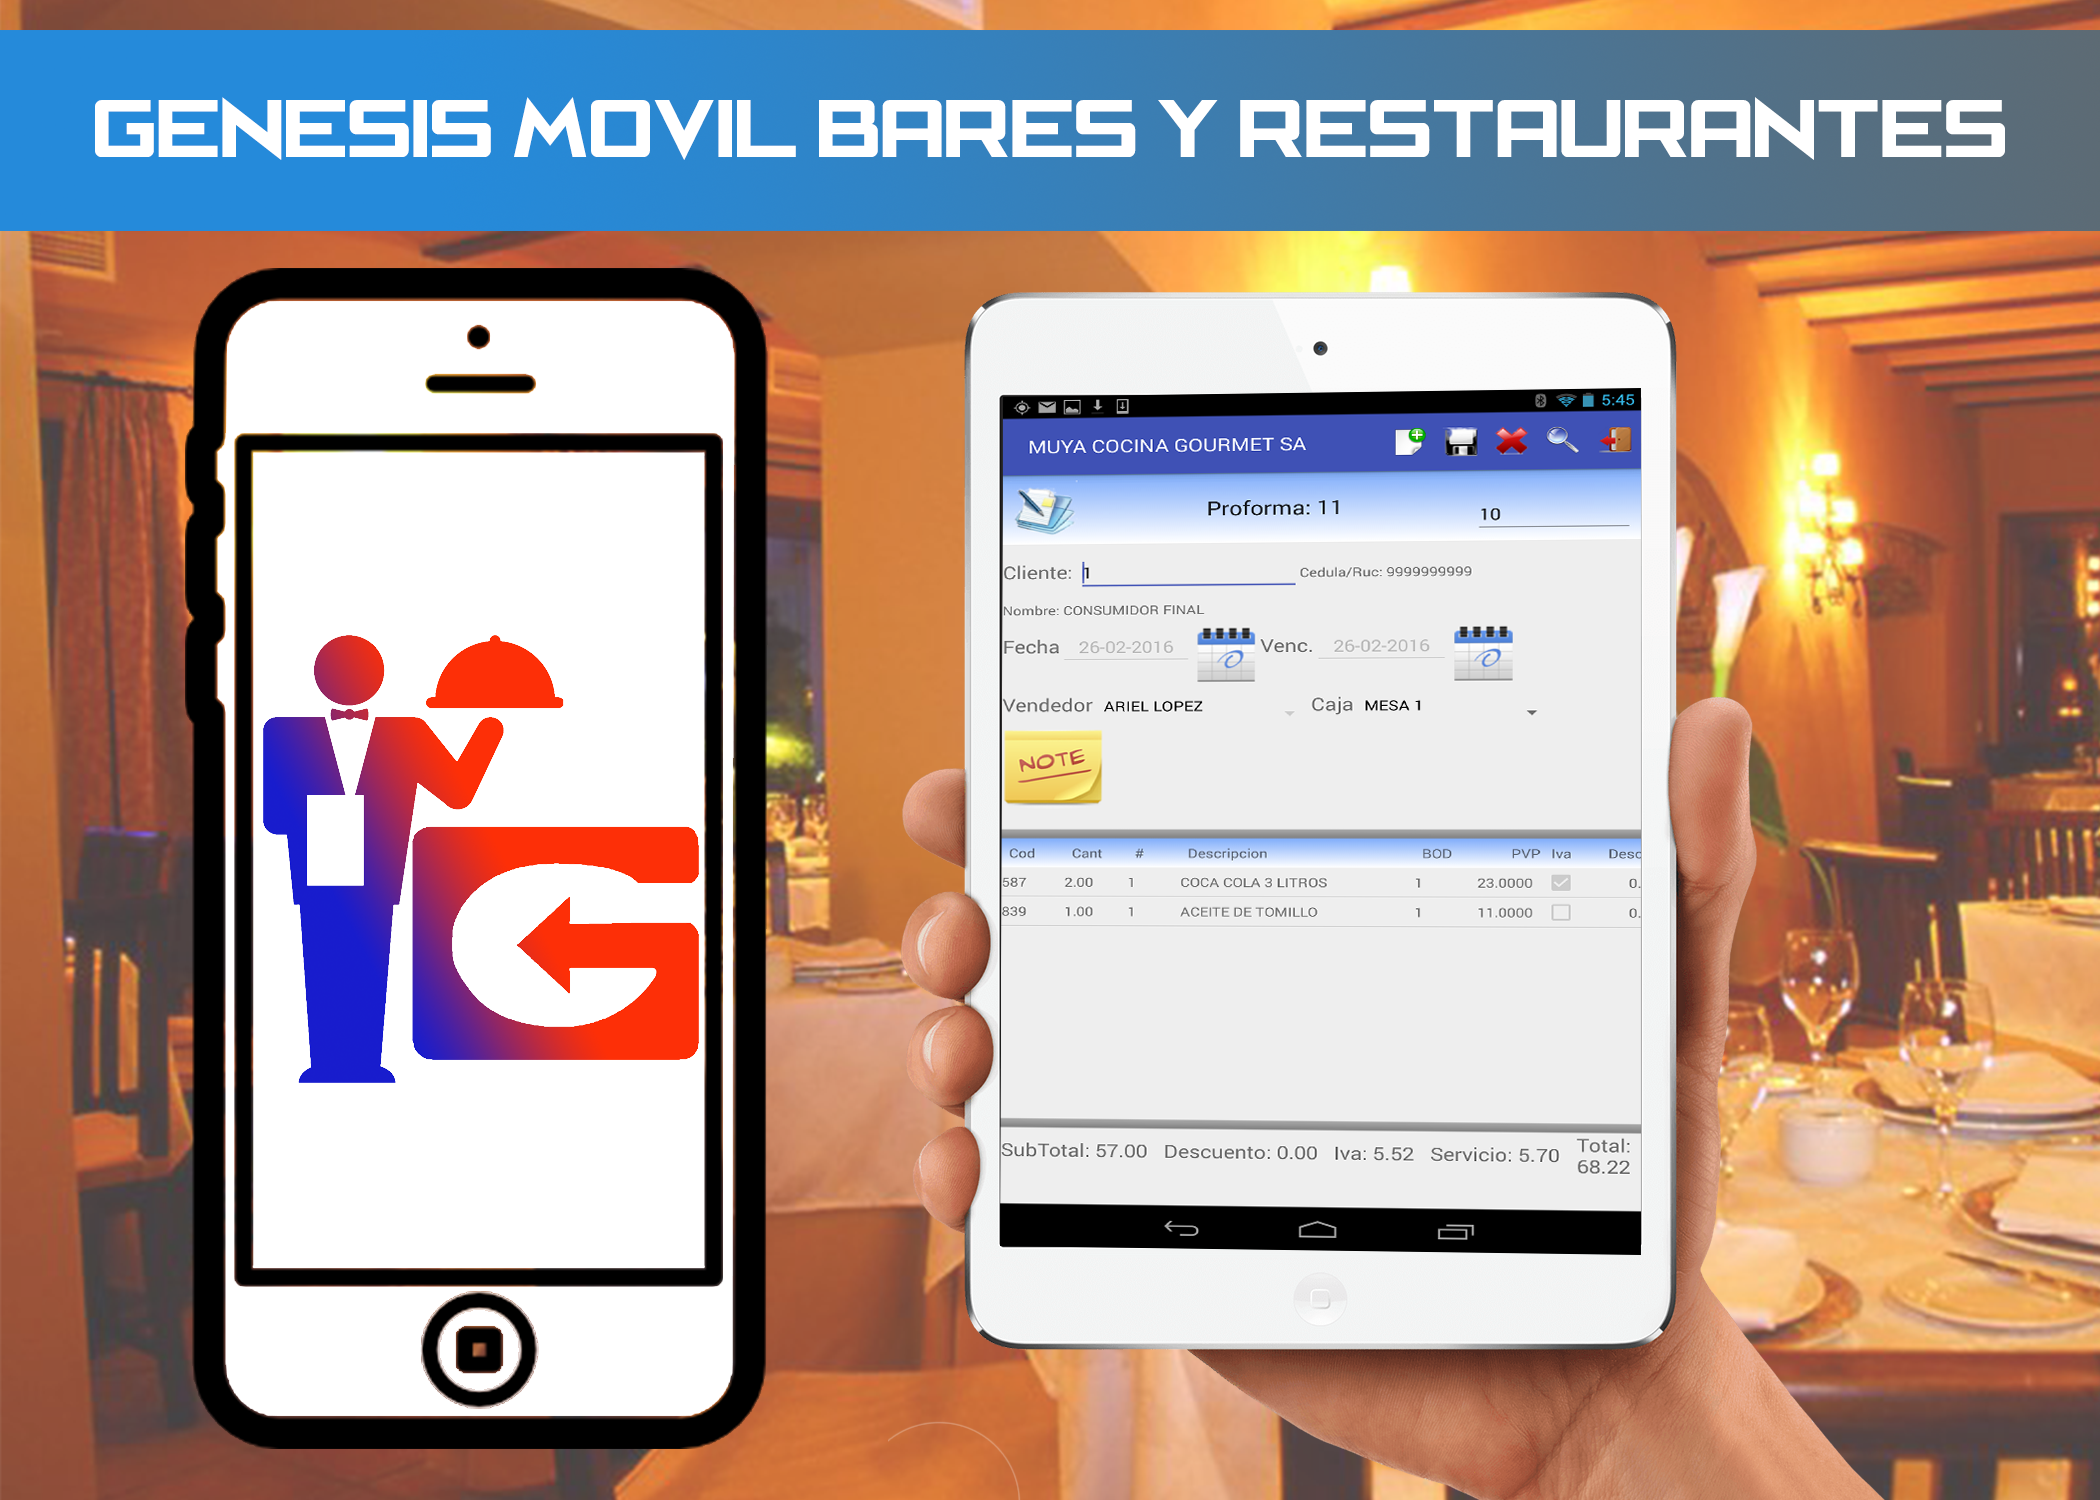 GENESIS MOVIL BARES Y RESTAURANTES
5:45
MUYA COCINA GOURMET SA
Proforma: 11
10
Cliente: 1 Cedula/Ruc: 9999999999
Nombre: CONSUMIDOR FINAL
Fecha 26-02-2016 Venc. 26-02-2016
Vendedor ARIEL LOPEZ Caja MESA 1
NOTE
Cod Cant # Descripcion BOD PVP Iva Desc
587 2.00 1 COCA COLA 3 LITROS 1 23.0000 0.
839 1.00 1 ACEITE DE TOMILLO 1 11.0000 0.
SubTotal: 57.00 Descuento: 0.00 Iva: 5.52 Servicio: 5.70 Total: 68.22
G